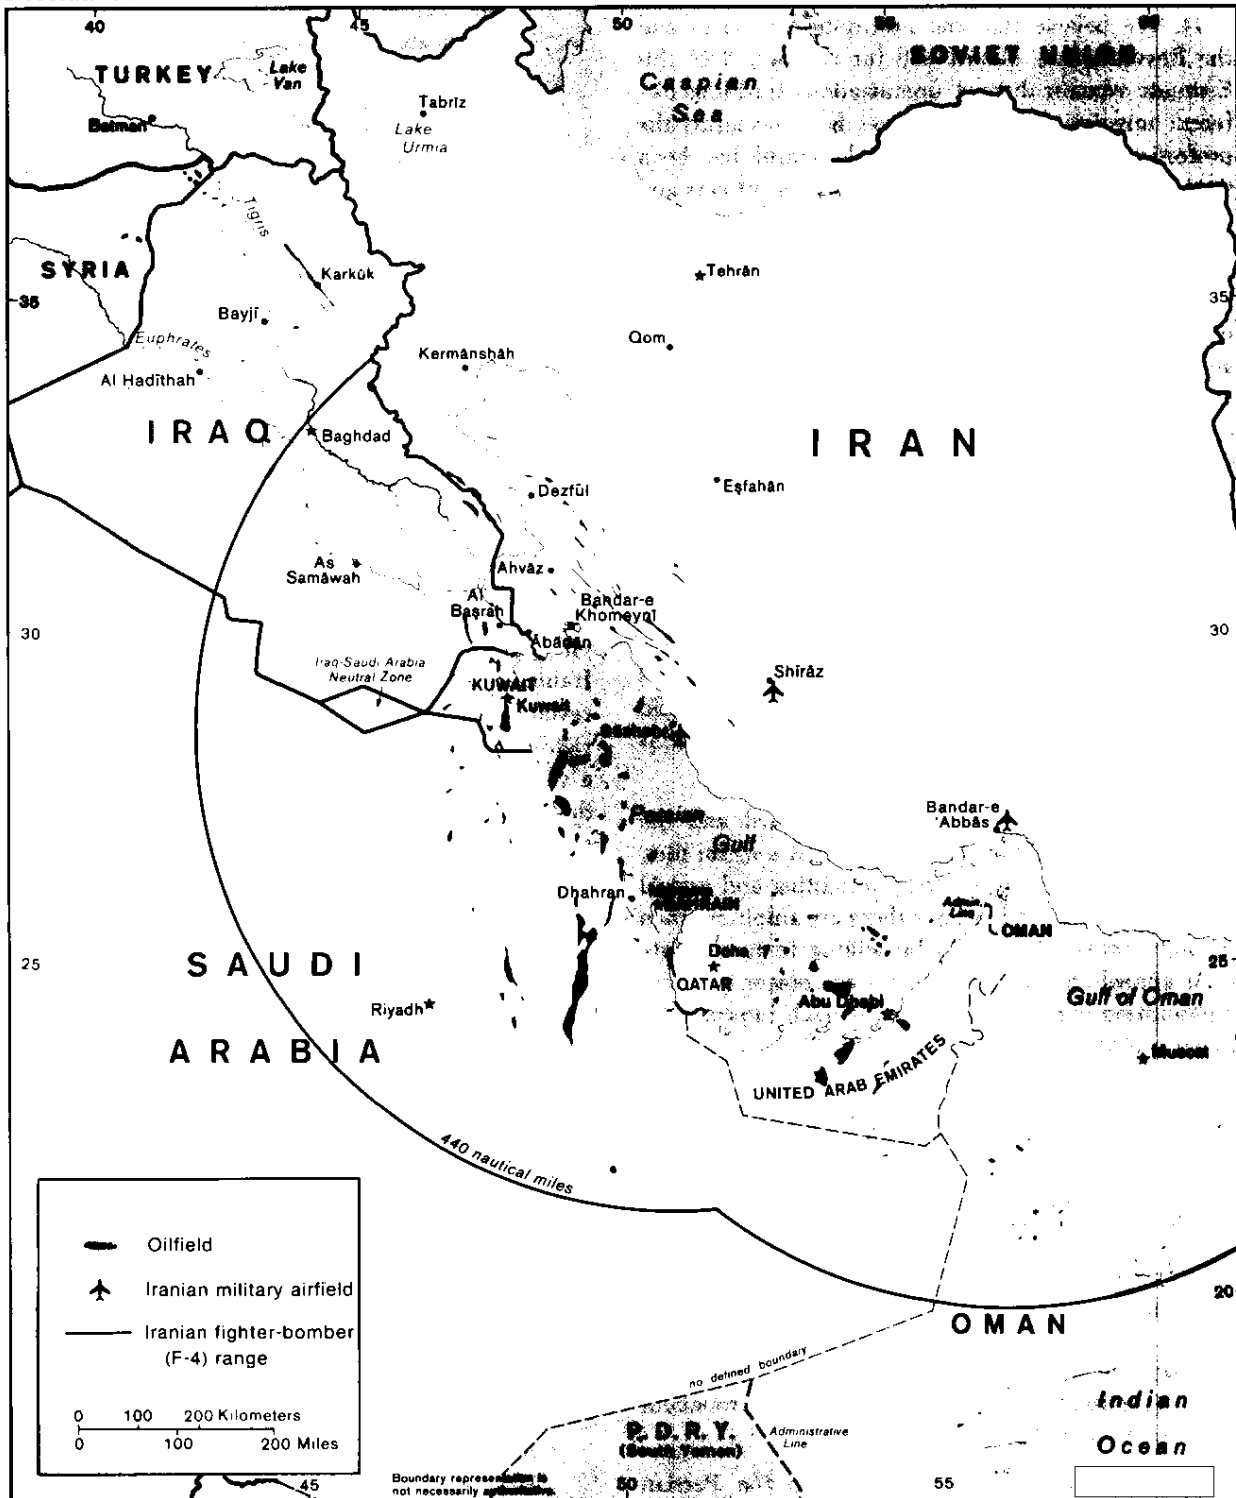 40
45
50
55
TURKEY
Lake
Van
Batman
Tabrīz
Lake
Urmia
Caspian
Sea
SOVIET UNION
Tigris
SYRIA
35
Karkūk
Bayjī
Euphrates
Al Hadīthah
Tehrān
35
Qom
Kermānshāh
IRAQ
Baghdad
IRAN
Dezfūl
Eşfahān
As
Samāwah
Ahvāz
Al
Başrah
Bandar-e
Khomeynī
Ābādān
30
30
Iraq-Saudi Arabia
Neutral Zone
KUWAIT
Kuwait
Shīrāz
Persian
Gulf
Bandar-e
'Abbās
Dhahran
BAHRAIN
Admin.
Line
OMAN
25
25
SAUDI
ARABIA
Riyadh
Doha
QATAR
Abu Dhabi
Gulf of Oman
Muscat
UNITED ARAB EMIRATES
440 nautical miles
Oilfield
Iranian military airfield
Iranian fighter-bomber
(F-4) range
0 100 200 Kilometers
0 100 200 Miles
20
OMAN
no defined boundary
P. D. R. Y.
(South Yemen)
Administrative
Line
Indian
Ocean
45
Boundary representation is
not necessarily authoritative.
50
55